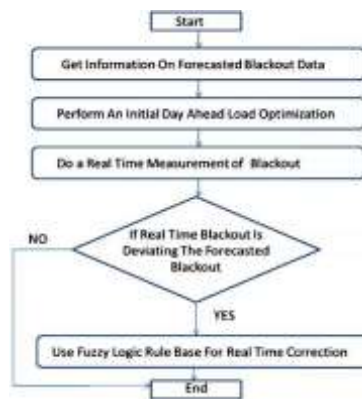 Start
Get Information On Forecasted Blackout Data
Perform An Initial Day Ahead Load Optimization
Do a Real Time Measurement of Blackout
If Real Time Blackout Is
Deviating The Forecasted
Blackout
NO
YES
Use Fuzzy Logic Rule Base For Real Time Correction
End